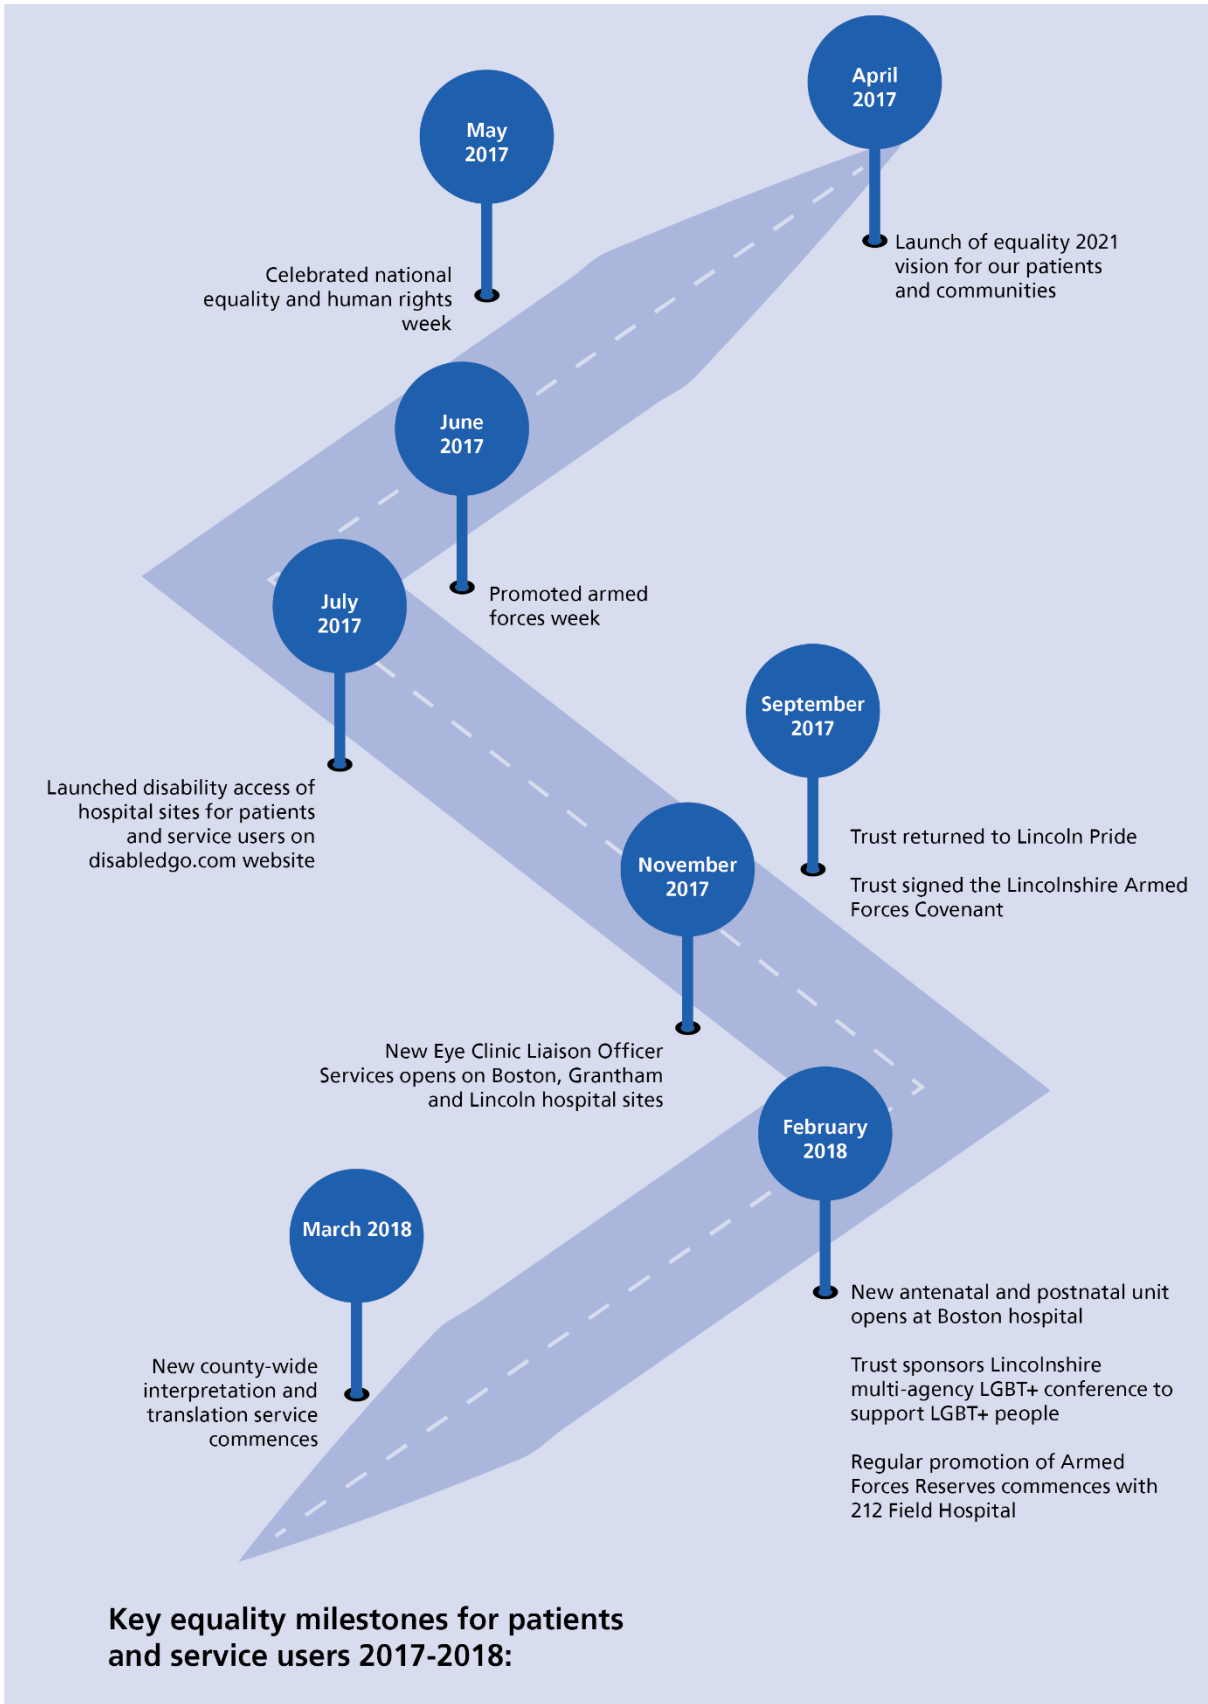 April
2017
Launch of equality 2021
vision for our patients
and communities
May
2017
Celebrated national
equality and human rights
week
June
2017
Promoted armed
forces week
July
2017
Launched disability access of
hospital sites for patients
and service users on
disabledgo.com website
September
2017
Trust returned to Lincoln Pride
Trust signed the Lincolnshire Armed
Forces Covenant
November
2017
New Eye Clinic Liaison Officer
Services opens on Boston, Grantham
and Lincoln hospital sites
February
2018
New antenatal and postnatal unit
opens at Boston hospital
Trust sponsors Lincolnshire
multi-agency LGBT+ conference to
support LGBT+ people
Regular promotion of Armed
Forces Reserves commences with
212 Field Hospital
March 2018
New county-wide
interpretation and
translation service
commences
Key equality milestones for patients
and service users 2017-2018: